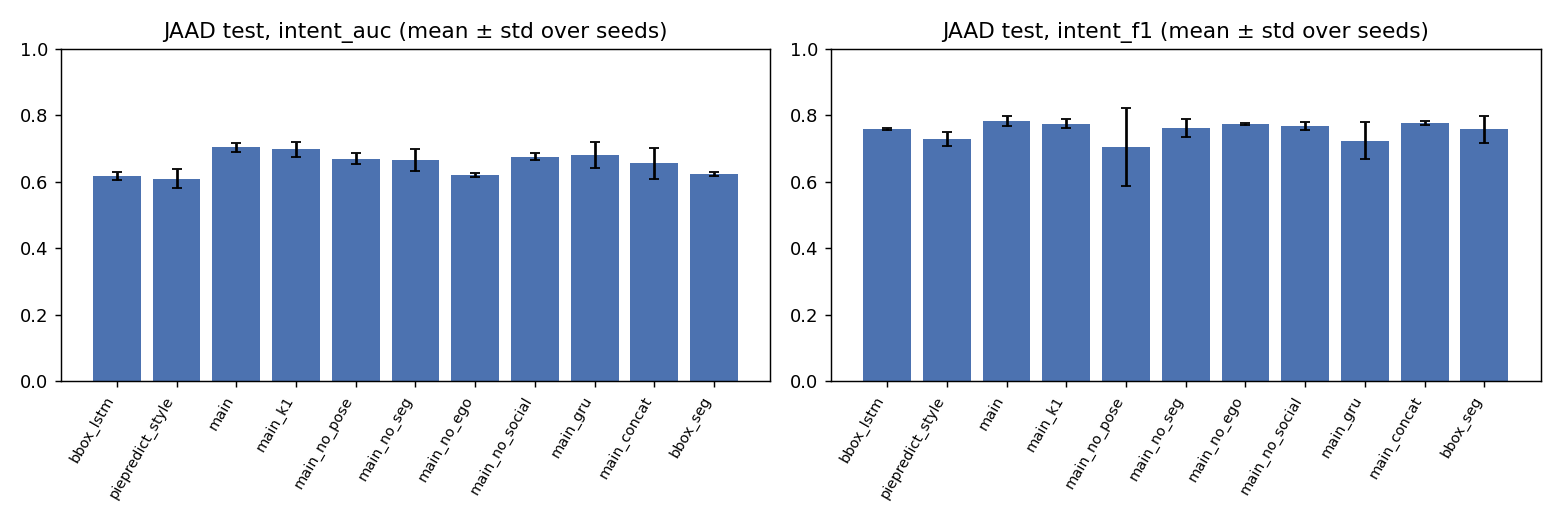 JAAD test, intent_auc (mean ± std over seeds)
1.0
0.8
0.6
0.4
0.2
0.0
bbox_lstm
piepredict_style
main
main_k1
main_no_pose
main_no_seg
main_no_ego
main_no_social
main_gru
main_concat
bbox_seg
JAAD test, intent_f1 (mean ± std over seeds)
1.0
0.8
0.6
0.4
0.2
0.0
bbox_lstm
piepredict_style
main
main_k1
main_no_pose
main_no_seg
main_no_ego
main_no_social
main_gru
main_concat
bbox_seg